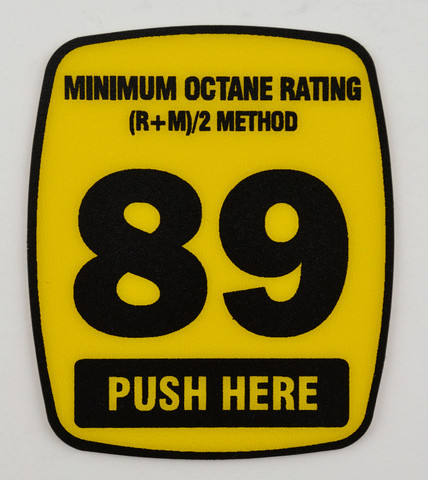 MINIMUM OCTANE RATING
(R+M)/2 METHOD
89
PUSH HERE